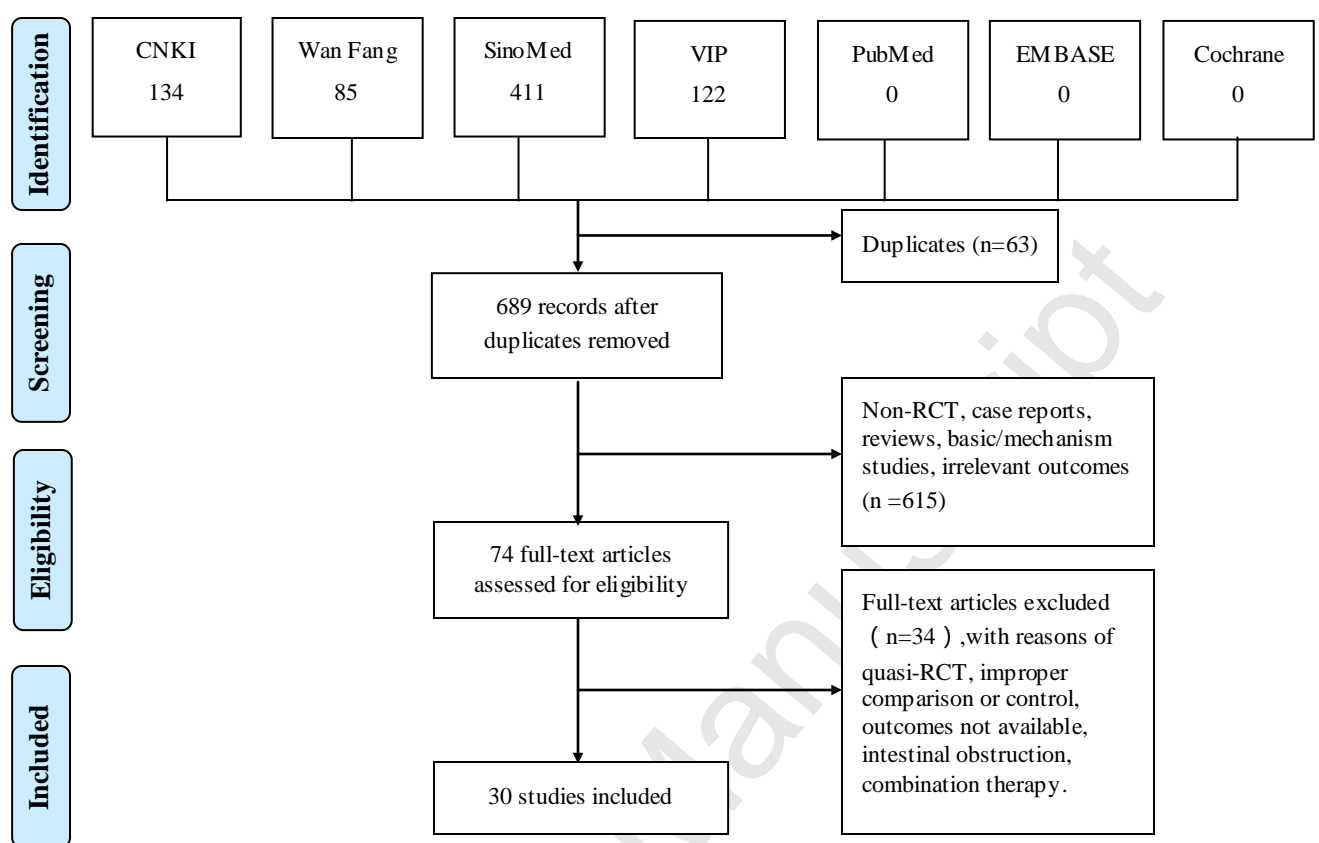 Identification
CNKI
134
Wan Fang
85
SinoMed
411
VIP
122
PubMed
0
EMBASE
0
Cochrane
0
Duplicates (n=63)
Screening
689 records after
duplicates removed
Non-RCT, case reports,
reviews, basic/mechanism
studies, irrelevant outcomes
(n =615)
Eligibility
74 full-text articles
assessed for eligibility
Full-text articles excluded
( n=34 ) ,with reasons of
quasi-RCT, improper
comparison or control,
outcomes not available,
intestinal obstruction,
combination therapy.
Included
30 studies included
Manuscript